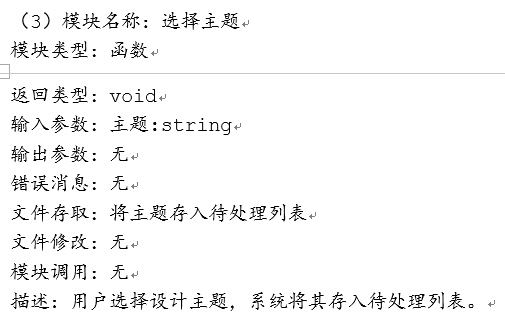 （3）模块名称：选择主题
模块类型：函数
返回类型：void
输入参数：主题:string
输出参数：无
错误消息：无
文件存取：将主题存入待处理列表
文件修改：无
模块调用：无
描述：用户选择设计主题，系统将其存入待处理列表。